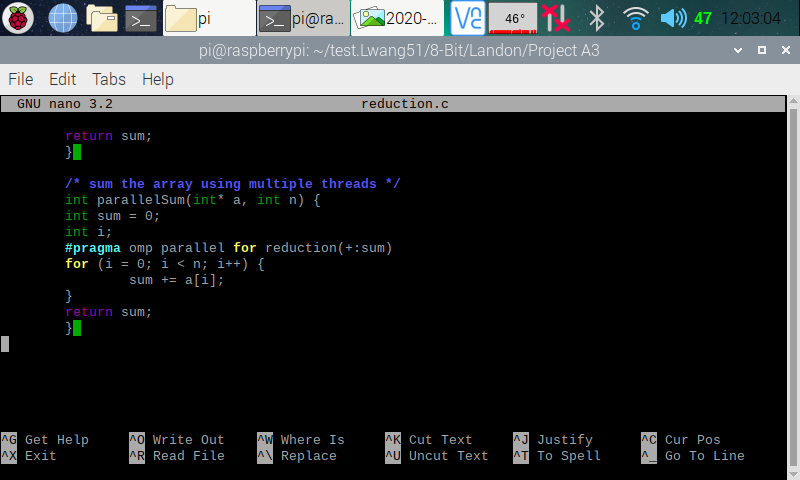 pi pi@ra... 2020-... 46° 47 12:03:04
pi@raspberrypi: ~/test.Lwang51/8-Bit/Landon/Project A3
File Edit Tabs Help
GNU nano 3.2 reduction.c
return sum;
}
/* sum the array using multiple threads */
int parallelSum(int* a, int n) {
int sum = 0;
int i;
#pragma omp parallel for reduction(+:sum)
for (i = 0; i < n; i++) {
sum += a[i];
}
return sum;
}
^G Get Help ^O Write Out ^W Where Is ^K Cut Text ^J Justify ^C Cur Pos
^X Exit ^R Read File ^\ Replace ^U Uncut Text ^T To Spell ^_ Go To Line